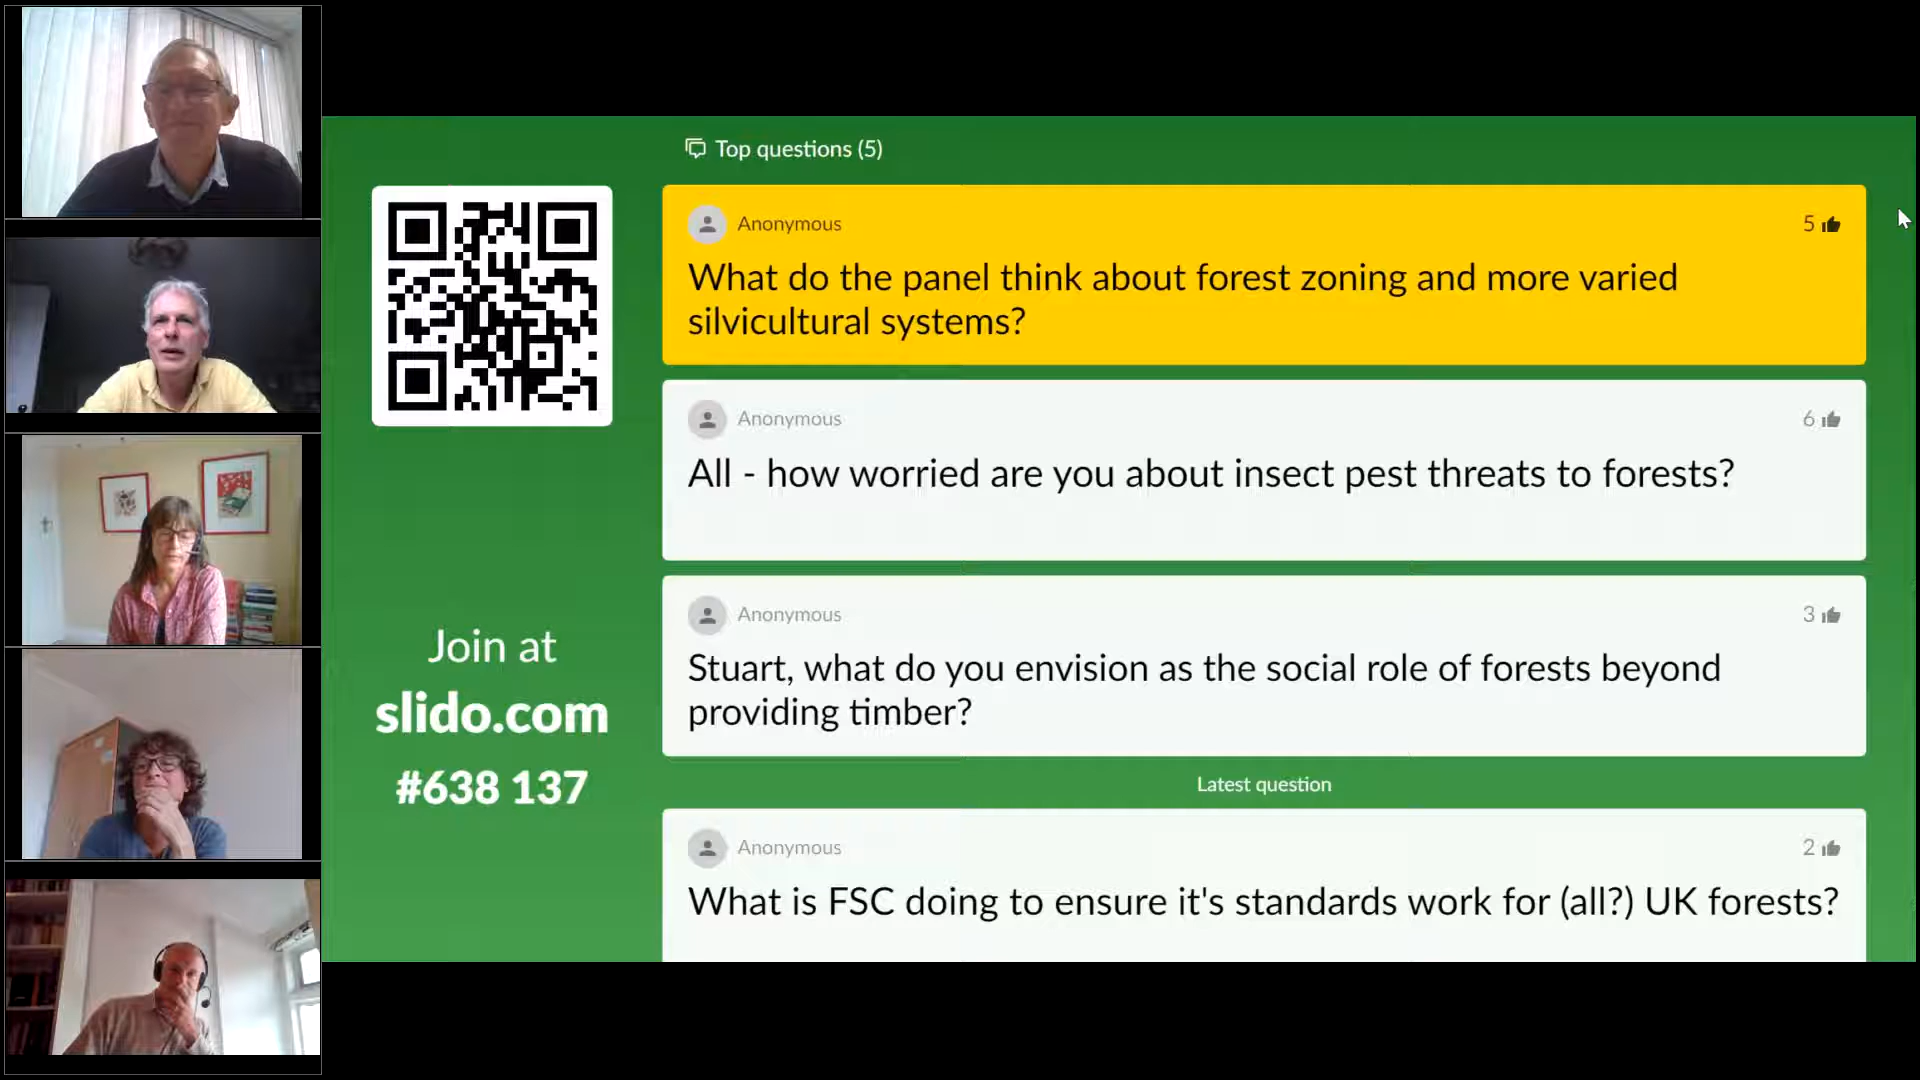 Top questions (5)
Anonymous
5
What do the panel think about forest zoning and more varied
silvicultural systems?
Anonymous
6
All - how worried are you about insect pest threats to forests?
Anonymous
3
Stuart, what do you envision as the social role of forests beyond
providing timber?
Latest question
Anonymous
2
What is FSC doing to ensure it's standards work for (all?) UK forests?
Join at
slido.com
#638 137